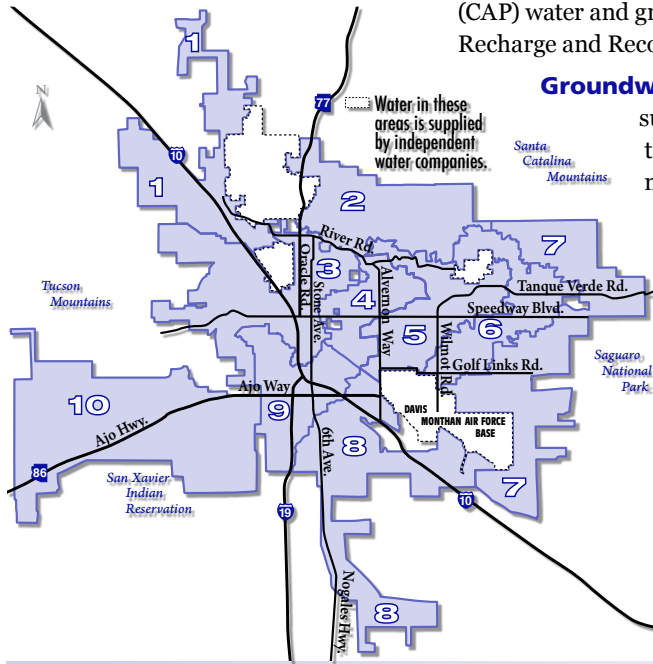 (CAP) water and gr
Recharge and Reco
Groundw
su
t
n
N
1
77
Water in these
areas is supplied
by independent
water companies.
Santa
Catalina
Mountains
10
1
2
River Rd.
7
Oracle Rd.
3
Stone Ave.
4
Alvernon Way
Tucson
Mountains
Tanque Verde Rd.
Speedway Blvd.
5
Wilmot Rd.
6
Golf Links Rd.
Saguaro
National
Park
Ajo Way
10
9
DAVIS
MONTHAN AIR FORCE
BASE
Ajo Hwy.
6th Ave.
8
86
San Xavier
Indian
Reservation
7
10
19
Nogales Hwy.
8